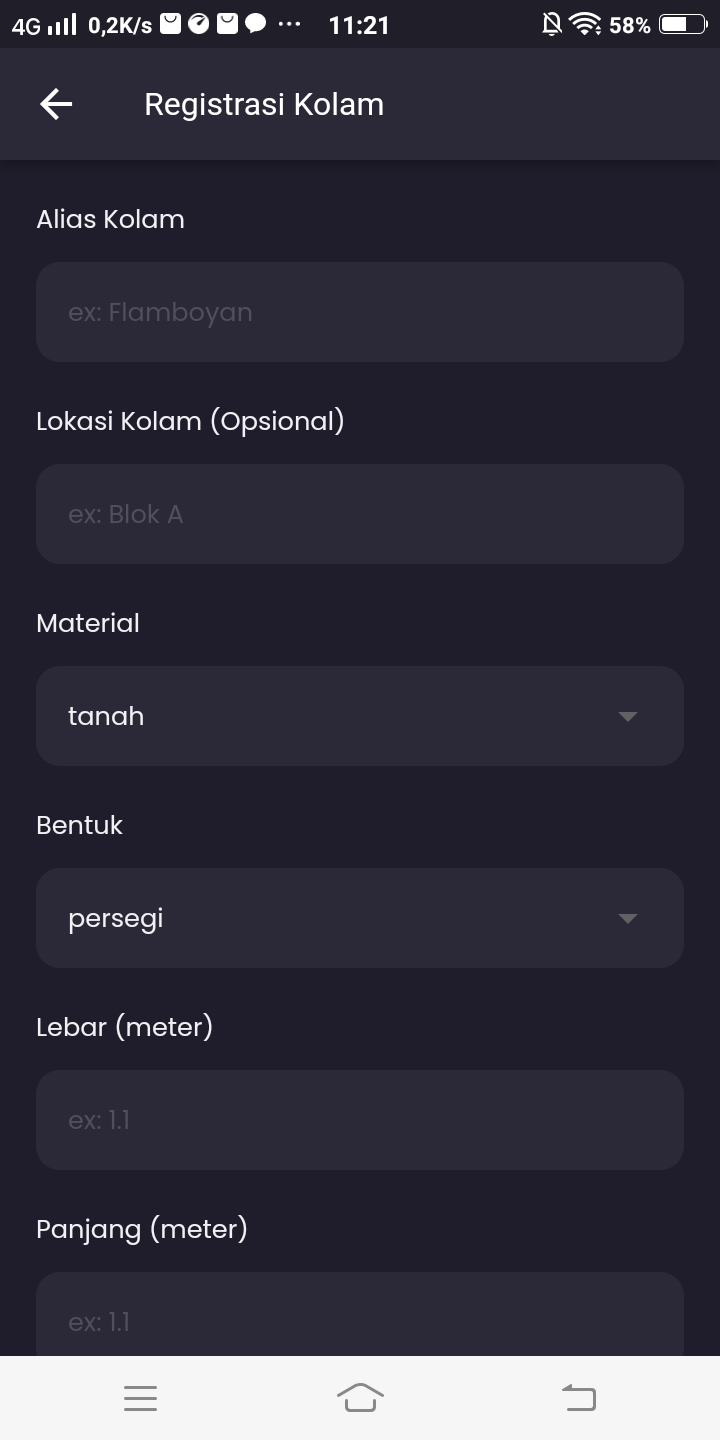 4G 0,2K/s ... 11:21 58%
Registrasi Kolam
Alias Kolam
ex: Flamboyan
Lokasi Kolam (Opsional)
ex: Blok A
Material
tanah
Bentuk
persegi
Lebar (meter)
ex: 1.1
Panjang (meter)
ex: 1.1